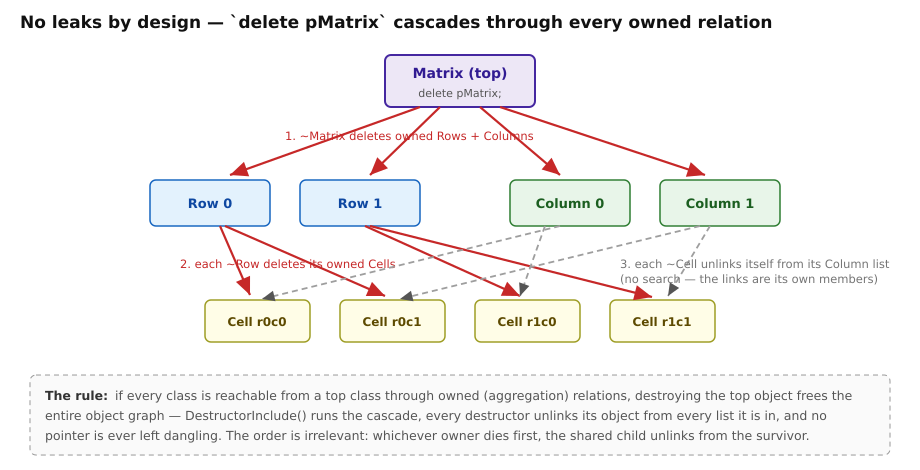 No leaks by design — `delete pMatrix` cascades through every owned relation
Matrix (top)
delete pMatrix;
1. ~Matrix deletes owned Rows + Columns
Row 0
Row 1
Column 0
Column 1
2. each ~Row deletes its owned Cells
3. each ~Cell unlinks itself from its Column list
(no search — the links are its own members)
Cell r0c0
Cell r0c1
Cell r1c0
Cell r1c1
The rule: if every class is reachable from a top class through owned (aggregation) relations, destroying the top object frees the
entire object graph — DestructorInclude() runs the cascade, every destructor unlinks its object from every list it is in, and no
pointer is ever left dangling. The order is irrelevant: whichever owner dies first, the shared child unlinks from the survivor.